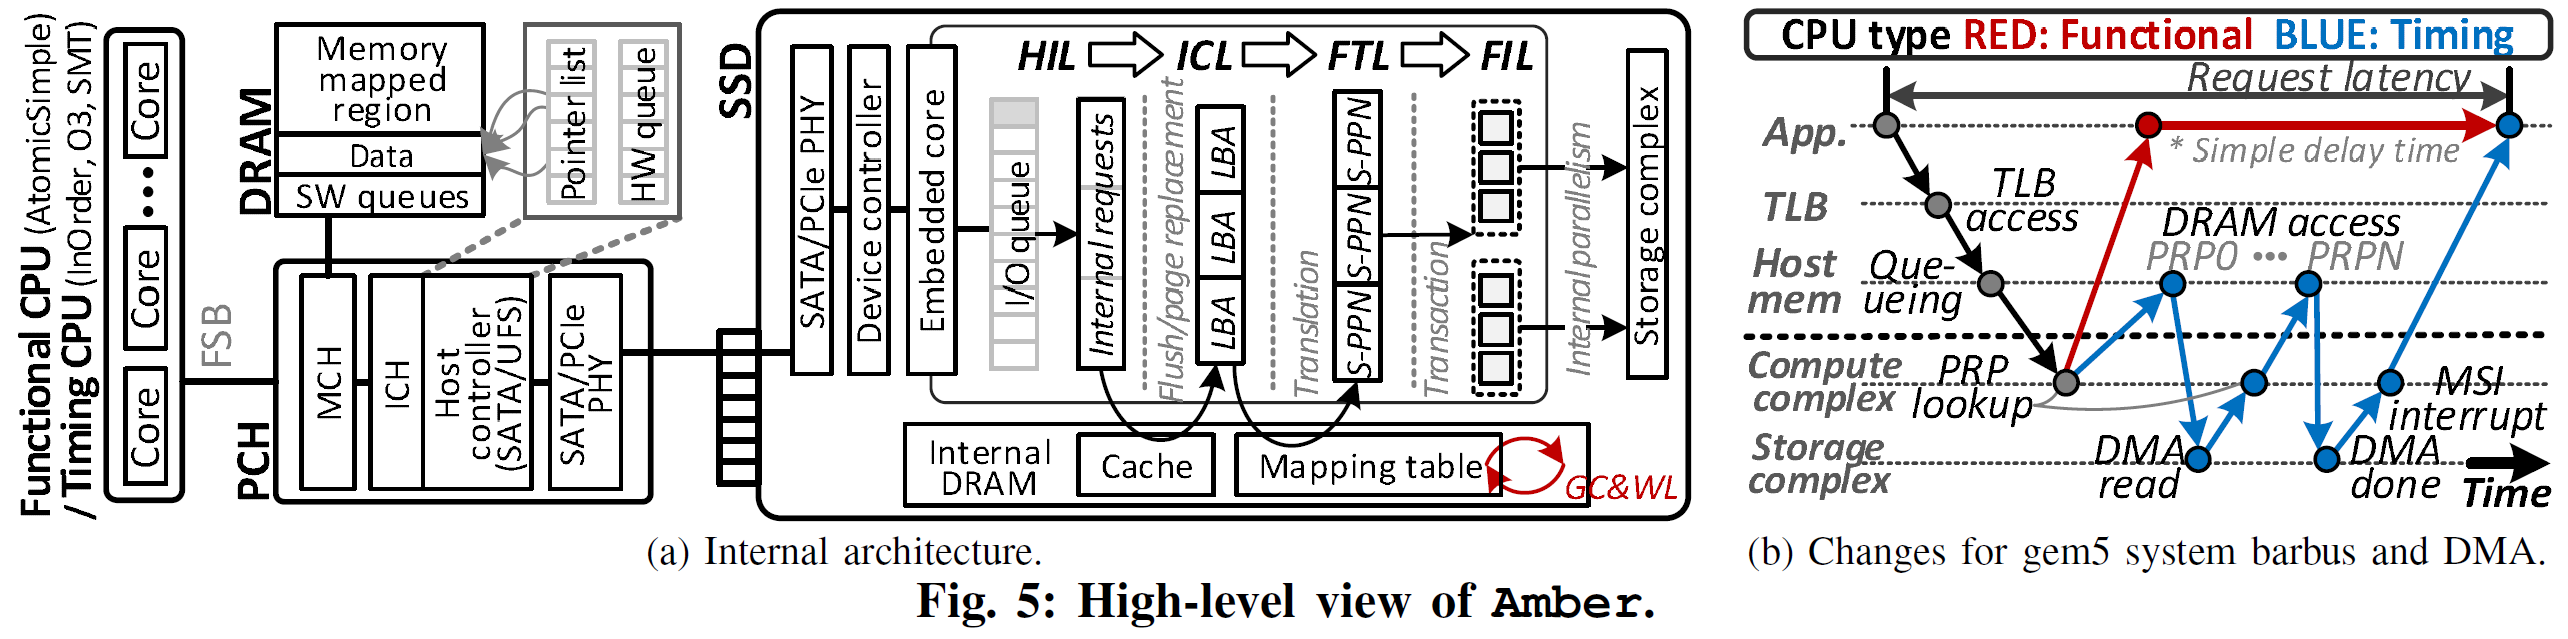 Functional CPU (AtomicSimple)
/ Timing CPU (InOrder, O3, SMT)
Core
Core
Core
FSB
DRAM
Memory
mapped
region
Data
SW queues
Pointer list
HW queue
PCH
MCH
ICH
Host
controller
(SATA/UFS)
SATA/PCIe
PHY
SSD
SATA/PCIe PHY
Device controller
Embedded core
HIL
ICL
FTL
FIL
I/O queue
Internal requests
Flush/page replacement
LBA
LBA
LBA
Translation
S-PPN
S-PPN
S-PPN
Transaction
Internal parallelism
Storage complex
Internal
DRAM
Cache
Mapping table
GC&WL
(a) Internal architecture.
CPU type RED: Functional BLUE: Timing
Request latency
App.
* Simple delay time
TLB
TLB
access
DRAM access
Host
mem
Que-
ueing
PRP0 ••• PRPN
Compute
complex
PRP
lookup
MSI
interrupt
Storage
complex
DMA
read
DMA
done
Time
(b) Changes for gem5 system barbus and DMA.
Fig. 5: High-level view of Amber.